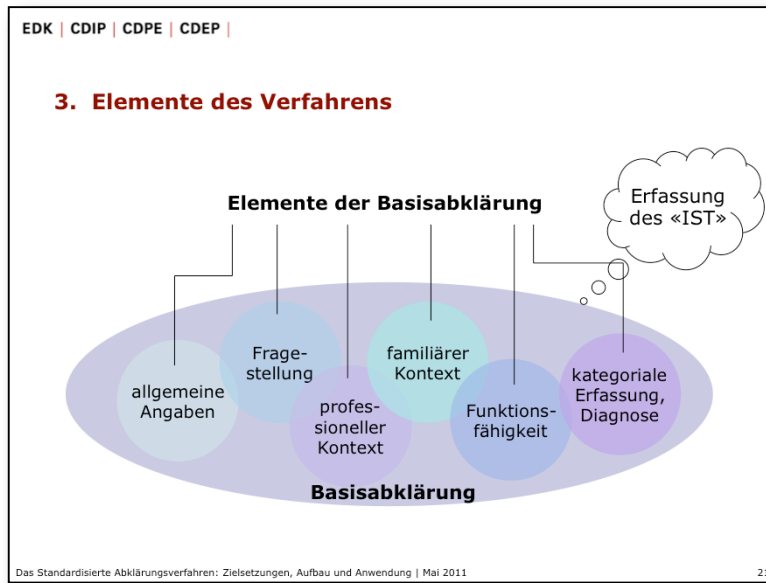 EDK | CDIP | CDPE | CDEP |
3. Elemente des Verfahrens
Erfassung
des «IST»
Elemente der Basisabklärung
allgemeine
Angaben
Frage-
stellung
profes-
sioneller
Kontext
familiärer
Kontext
Funktions-
fähigkeit
kategoriale
Erfassung,
Diagnose
Basisabklärung
Das Standardisierte Abklärungsverfahren: Zielsetzungen, Aufbau und Anwendung | Mai 2011
21